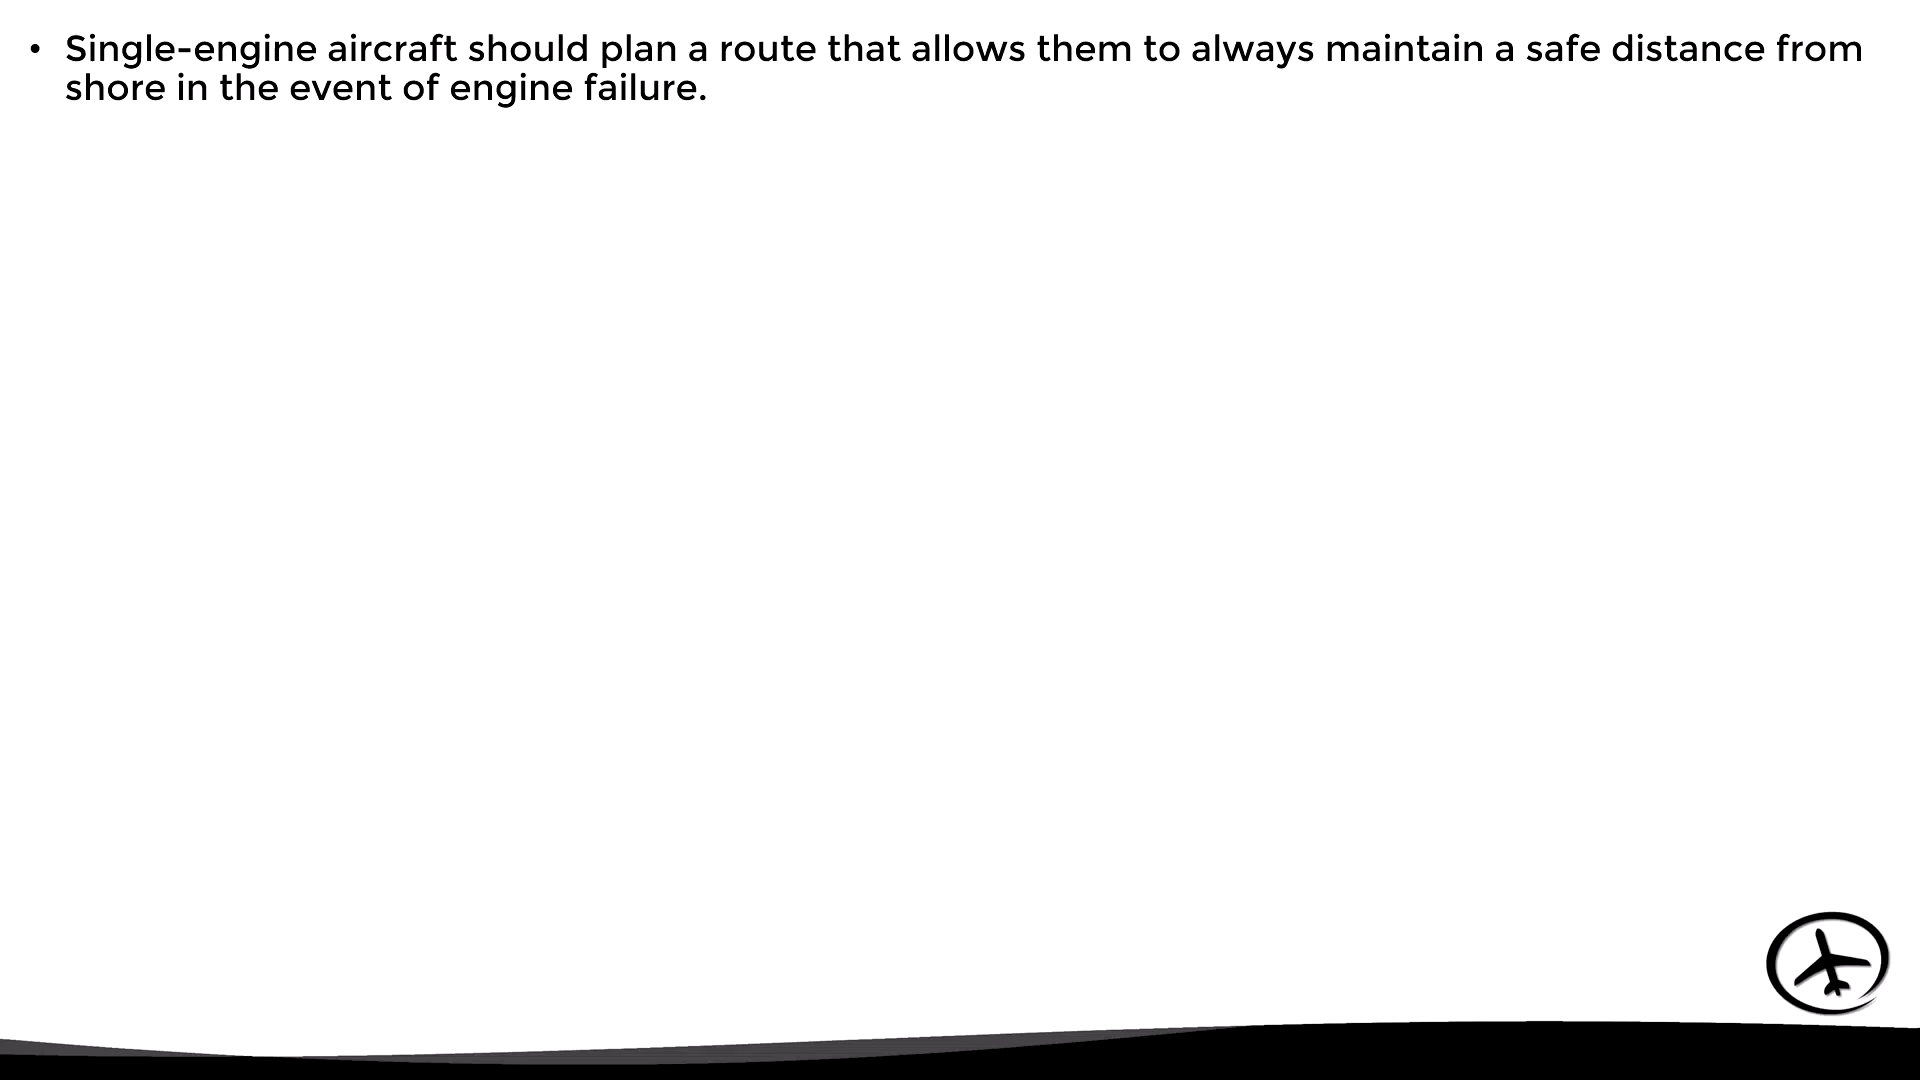 • Single-engine aircraft should plan a route that allows them to always maintain a safe distance from
shore in the event of engine failure.